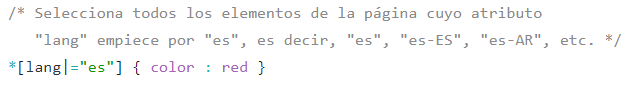 /* Selecciona todos los elementos de la página cuyo atributo
"lang" empiece por "es", es decir, "es", "es-ES", "es-AR", etc. */
*[lang|="es"] { color : red }